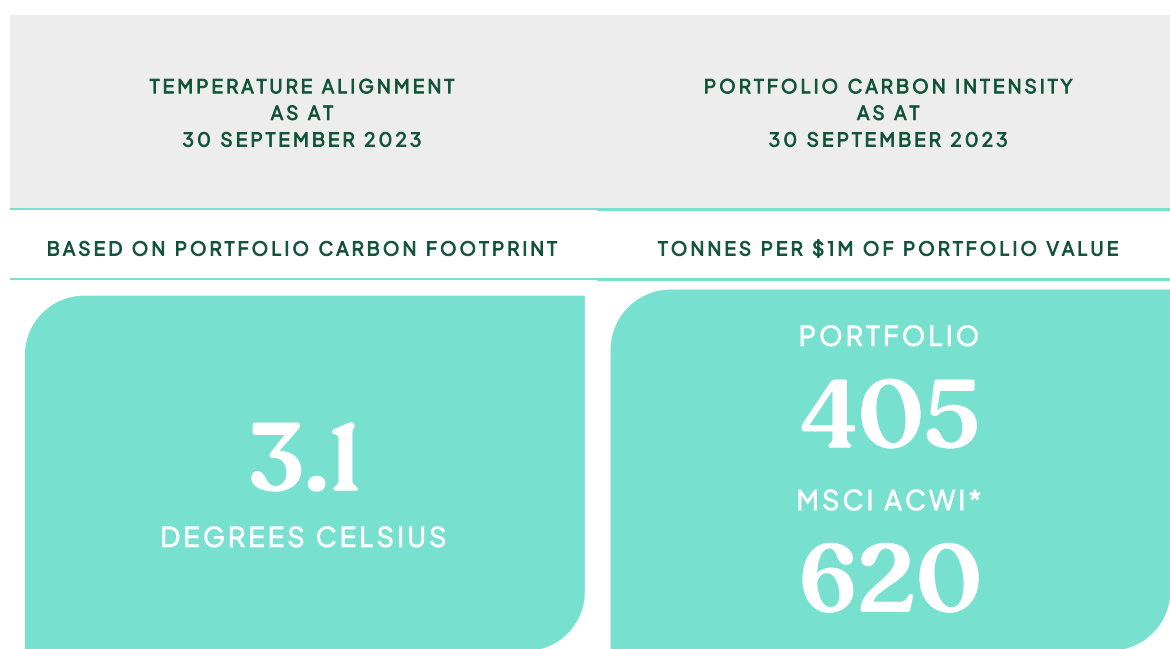 TEMPERATURE ALIGNMENT
AS AT
30 SEPTEMBER 2023
BASED ON PORTFOLIO CARBON FOOTPRINT
3.1
DEGREES CELSIUS
PORTFOLIO CARBON INTENSITY
AS AT
30 SEPTEMBER 2023
TONNES PER $1M OF PORTFOLIO VALUE
PORTFOLIO
405
MSCI ACWI*
620